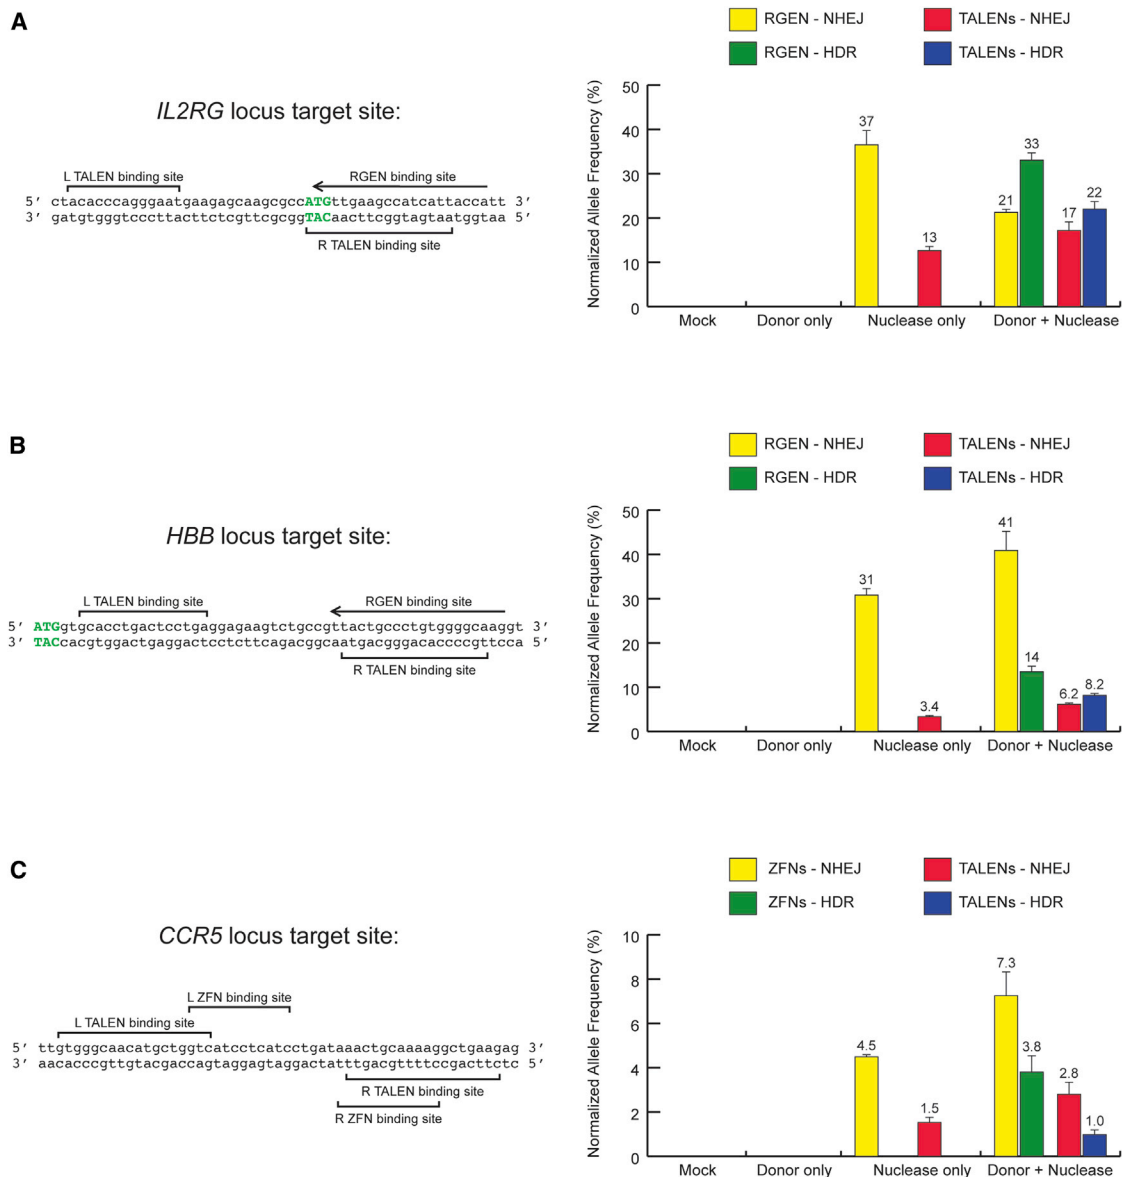 A
RGEN - NHEJ
TALENs - NHEJ
RGEN - HDR
TALENs - HDR
IL2RG locus target site:
L TALEN binding site
RGEN binding site
5’ ctacacccagggaatgaagagcaagcgccATGttgaagccatcattaccatt 3’
3’ gatgtgggtcccttacttctcgttcgcggTACaacttcggtagtaatggtaa 5’
R TALEN binding site
Normalized Allele Frequency (%)
50
40
30
20
10
0
37
13
21
33
17
22
Mock
Donor only
Nuclease only
Donor + Nuclease
B
RGEN - NHEJ
TALENs - NHEJ
RGEN - HDR
TALENs - HDR
HBB locus target site:
L TALEN binding site
RGEN binding site
5’ ATGgtgcacctgactcctgaggagaagtctgccgttactgccctgtggggcaaggt 3’
3’ TACcacgtggactgaggactcctcttcagacggcaatgacgggacaccccgttcca 5’
R TALEN binding site
Normalized Allele Frequency (%)
50
40
30
20
10
0
31
3.4
41
14
6.2
8.2
Mock
Donor only
Nuclease only
Donor + Nuclease
C
ZFNs - NHEJ
TALENs - NHEJ
ZFNs - HDR
TALENs - HDR
CCR5 locus target site:
L ZFN binding site
L TALEN binding site
5’ ttgtgggcaacatgctggtcatcctcatcctgataaactgcaaaaggctgaagag 3’
3’ aacacccgttgtacgaccagtaggagtaggactatttgacgttttccgacttctc 5’
R TALEN binding site
R ZFN binding site
Normalized Allele Frequency (%)
10
8
6
4
2
0
4.5
1.5
7.3
3.8
2.8
1.0
Mock
Donor only
Nuclease only
Donor + Nuclease